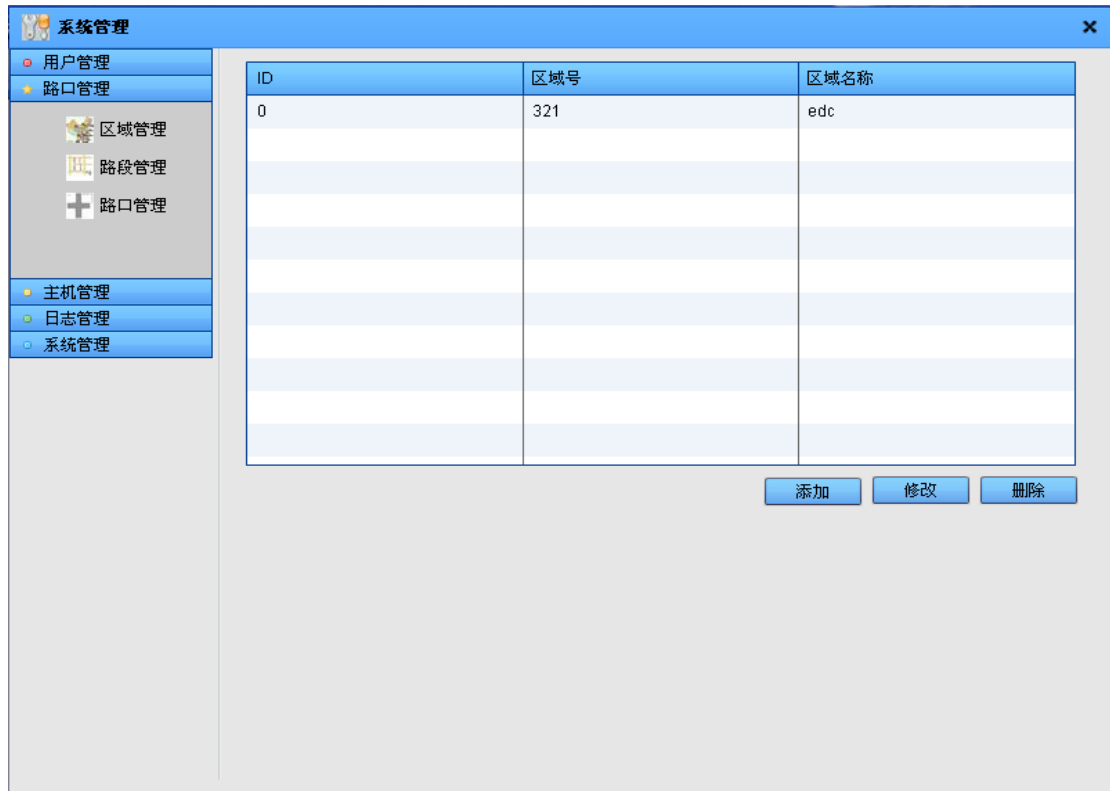 系统管理
用户管理
路口管理
区域管理
路段管理
路口管理
主机管理
日志管理
系统管理
ID 区域号 区域名称
0 321 edc
添加 修改 删除